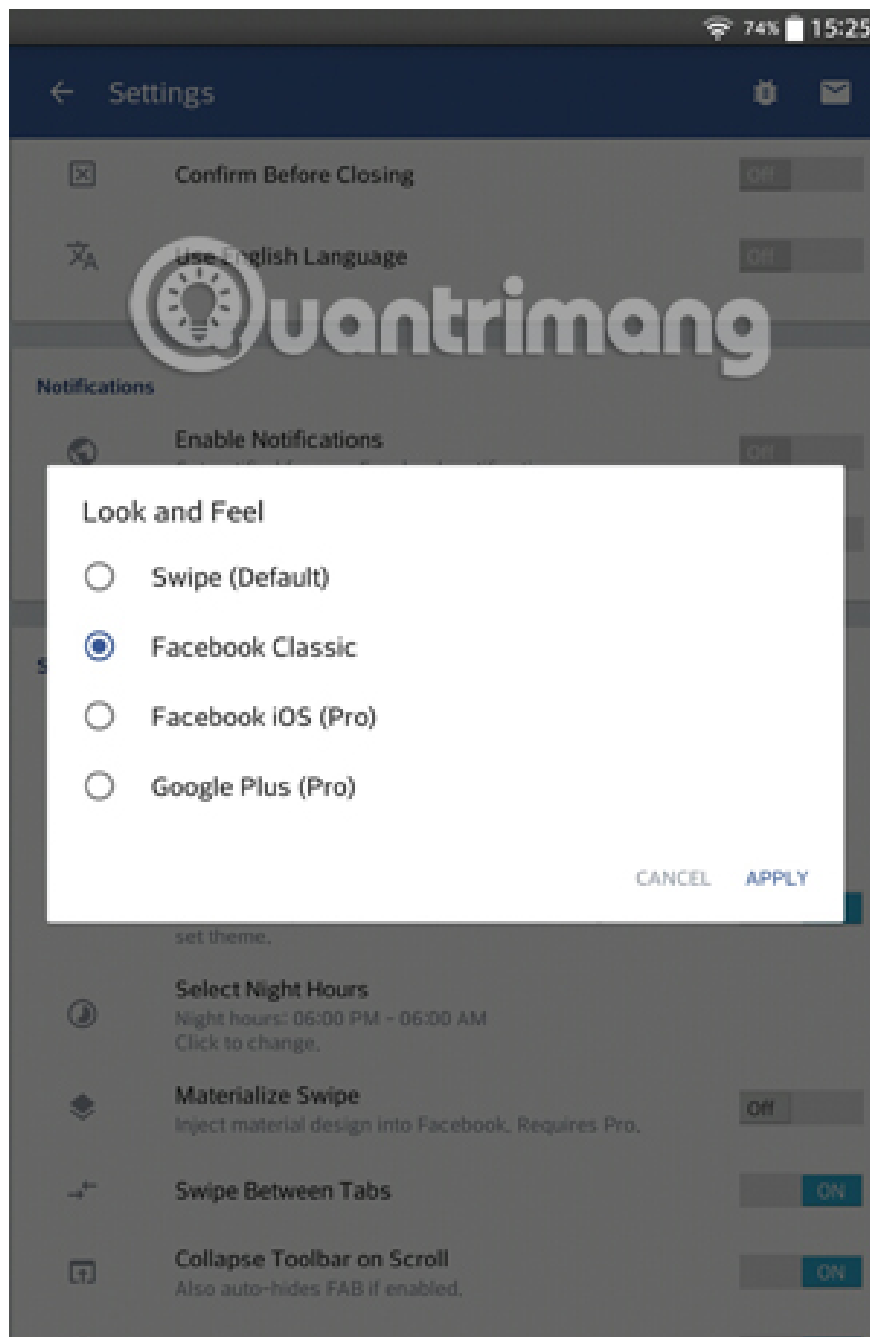 74% 15:25
Settings
Confirm Before Closing Off
Use English Language Off
Quantrimang
Notifications
Enable Notifications Off
Look and Feel
Swipe (Default)
Facebook Classic
Facebook iOS (Pro)
Google Plus (Pro)
CANCEL APPLY
set theme.
Select Night Hours
Night hours: 06:00 PM - 06:00 AM
Click to change.
Materialize Swipe Off
Inject material design into Facebook. Requires Pro.
Swipe Between Tabs ON
Collapse Toolbar on Scroll ON
Also auto-hides FAB if enabled.